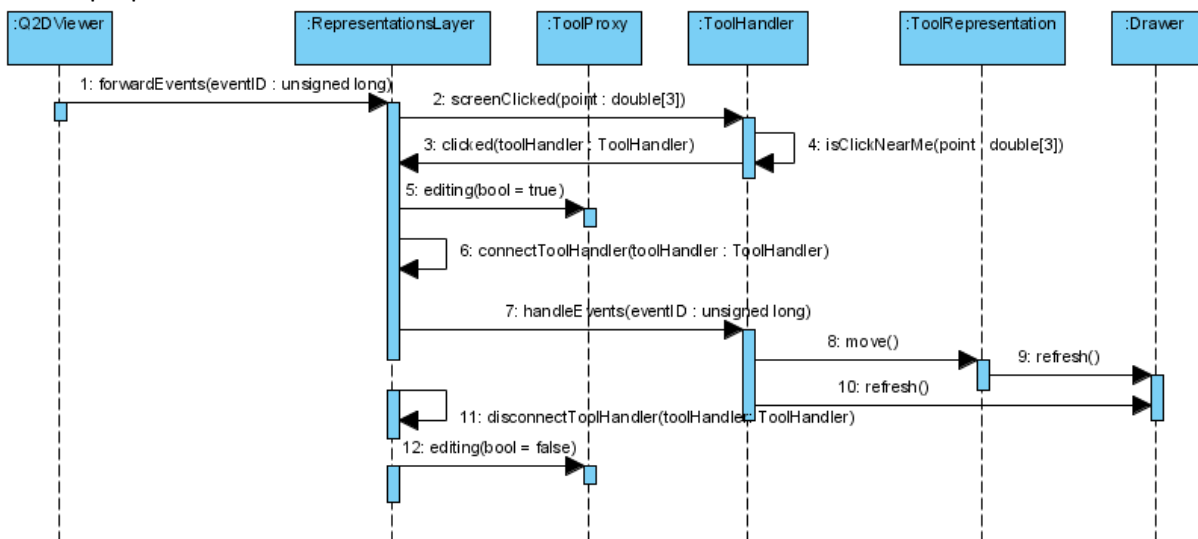 :Q2DViewer
:RepresentationsLayer
:ToolProxy
:ToolHandler
:ToolRepresentation
:Drawer
1: forwardEvents(eventID : unsigned long)
2: screenClicked(point : double[3])
3: clicked(toolHandler : ToolHandler)
4: isClickNearMe(point : double[3])
5: editing(bool = true)
6: connectToolHandler(toolHandler : ToolHandler)
7: handleEvents(eventID : unsigned long)
8: move()
9: refresh()
10: refresh()
11: disconnectToolHandler(toolHandler: ToolHandler)
12: editing(bool = false)